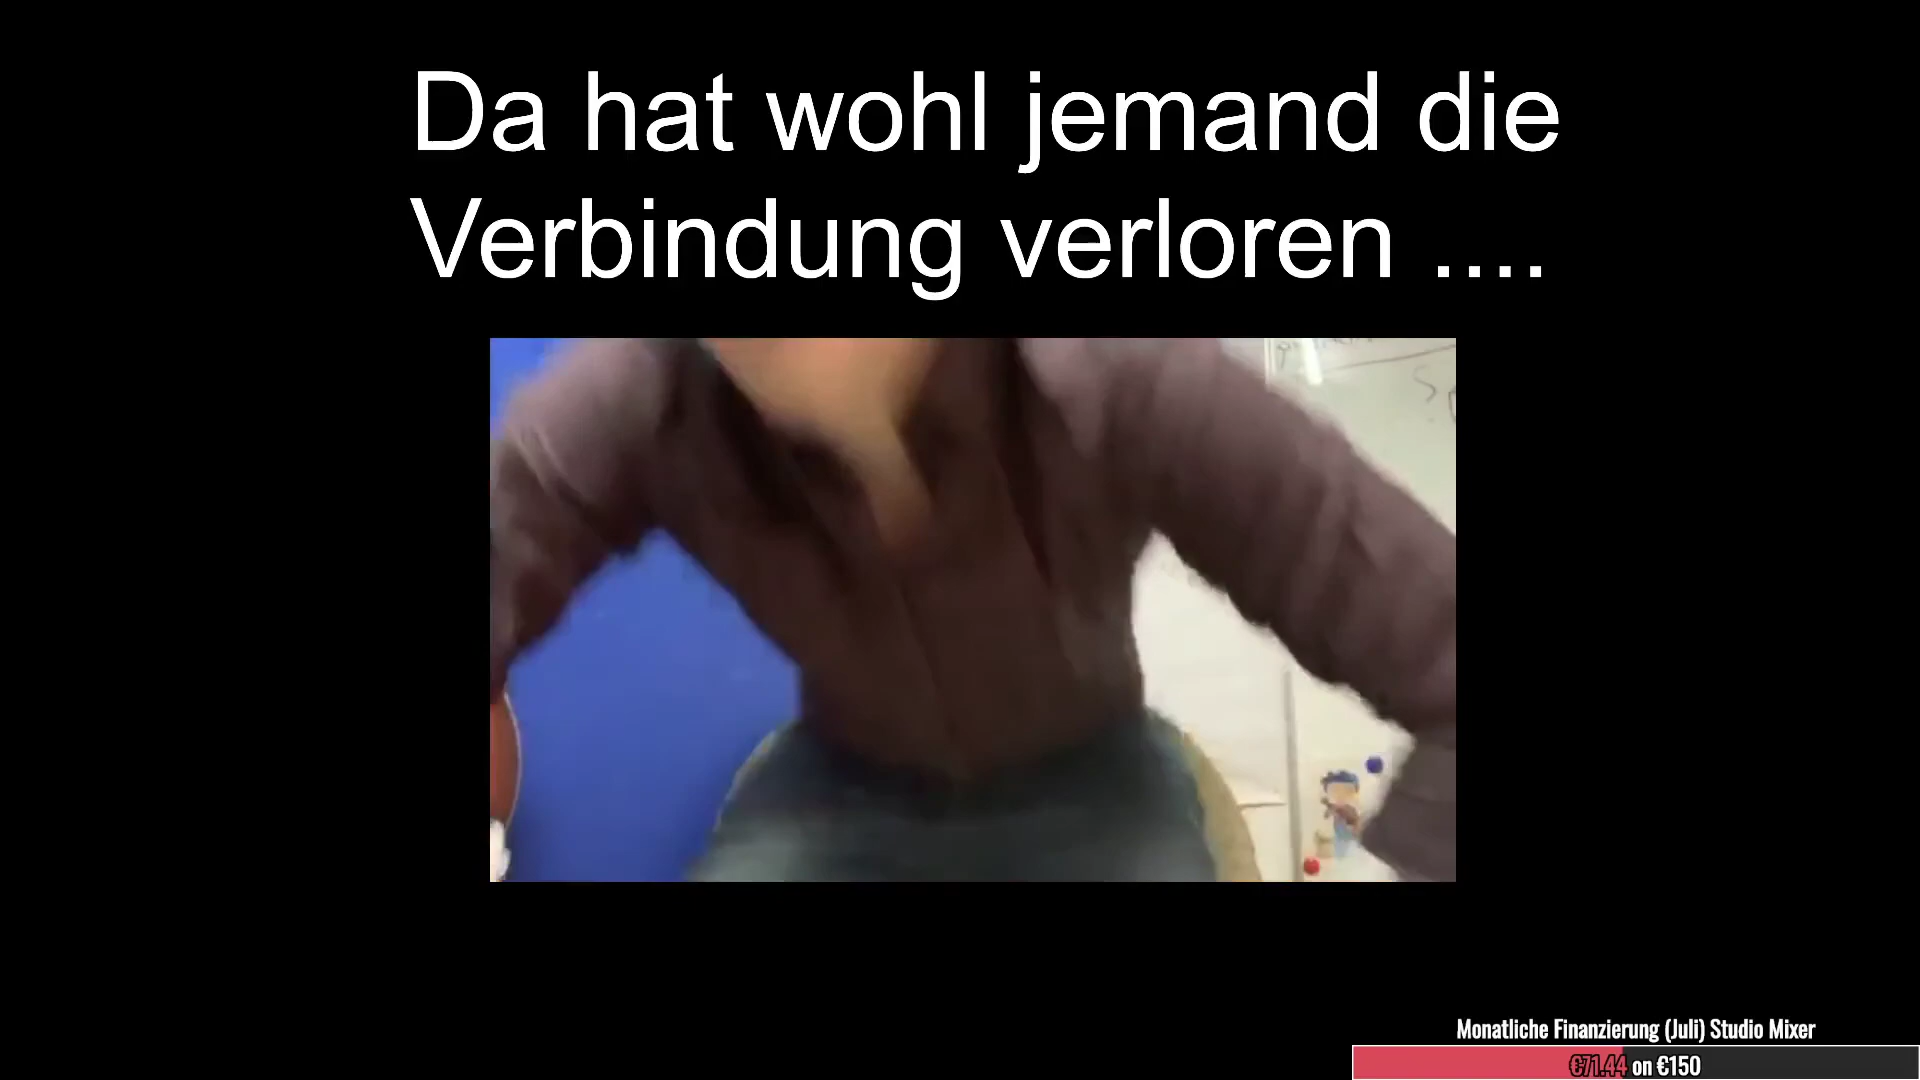 Da hat wohl jemand die
Verbindung verloren ....
Monatliche Finanzierung (Juli) Studio Mixer
€71.44 on €150